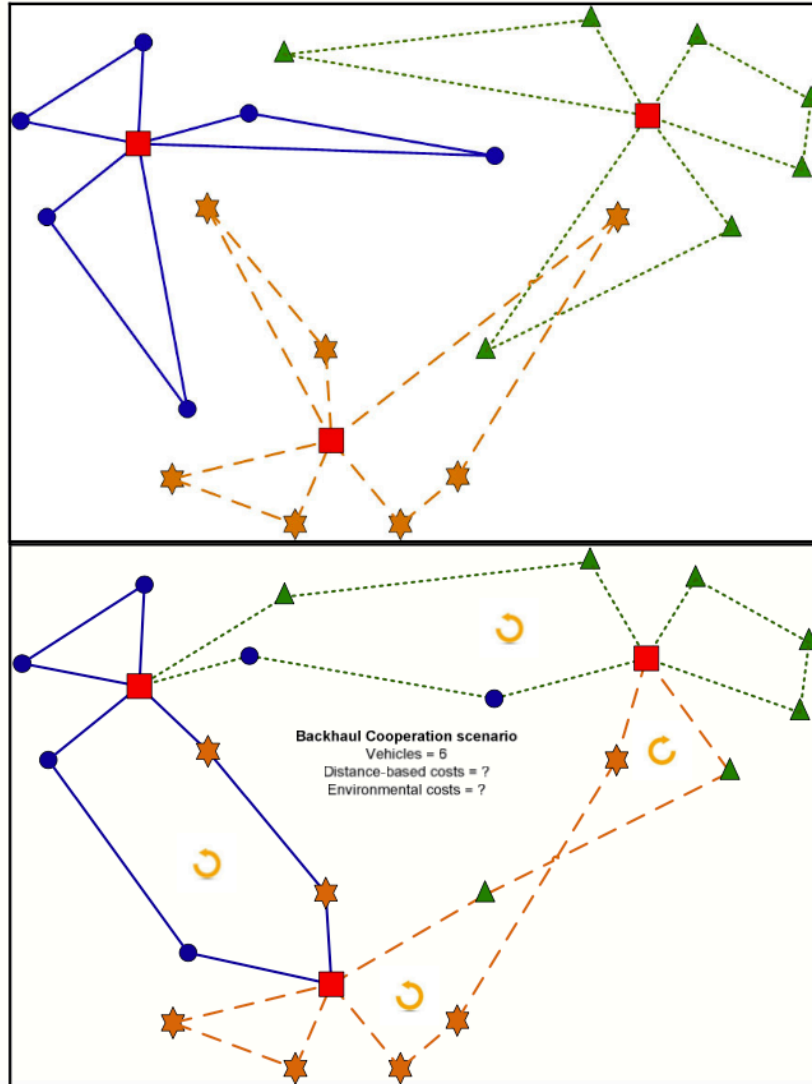 Backhaul Cooperation scenario
Vehicles = 6
Distance-based costs = ?
Environmental costs = ?